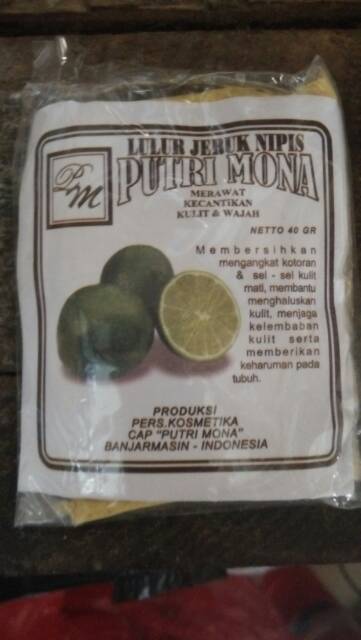 PM
LULUR JERUK NIPIS
PUTRI MONA
MERAWAT
KECANTIKAN
KULIT & WAJAH
NETTO 40 GR
Membersihkan
mengangkat kotoran
& sel - sel kulit
mati, membantu
menghaluskan
kulit, menjaga
kelembaban
kulit serta
memberikan
keharuman pada
tubuh.
PRODUKSI
PERS.KOSMETIKA
CAP "PUTRI MONA"
BANJARMASIN - INDONESIA